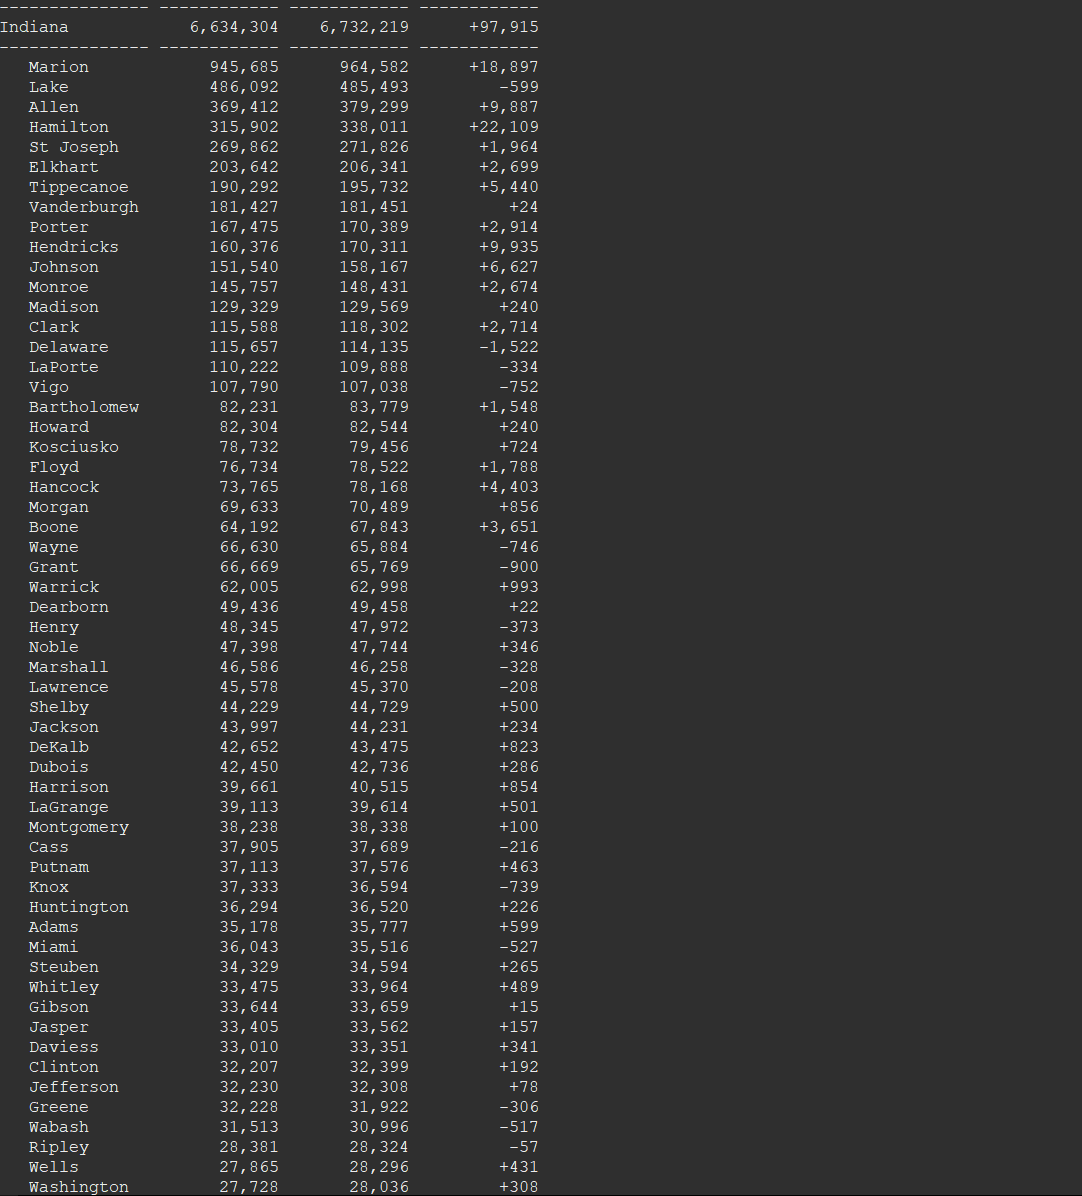 --------------- ------------ ------------ ------------
Indiana 6,634,304 6,732,219 +97,915
--------------- ------------ ------------ ------------
Marion 945,685 964,582 +18,897
Lake 486,092 485,493 -599
Allen 369,412 379,299 +9,887
Hamilton 315,902 338,011 +22,109
St Joseph 269,862 271,826 +1,964
Elkhart 203,642 206,341 +2,699
Tippecanoe 190,292 195,732 +5,440
Vanderburgh 181,427 181,451 +24
Porter 167,475 170,389 +2,914
Hendricks 160,376 170,311 +9,935
Johnson 151,540 158,167 +6,627
Monroe 145,757 148,431 +2,674
Madison 129,329 129,569 +240
Clark 115,588 118,302 +2,714
Delaware 115,657 114,135 -1,522
LaPorte 110,222 109,888 -334
Vigo 107,790 107,038 -752
Bartholomew 82,231 83,779 +1,548
Howard 82,304 82,544 +240
Kosciusko 78,732 79,456 +724
Floyd 76,734 78,522 +1,788
Hancock 73,765 78,168 +4,403
Morgan 69,633 70,489 +856
Boone 64,192 67,843 +3,651
Wayne 66,630 65,884 -746
Grant 66,669 65,769 -900
Warrick 62,005 62,998 +993
Dearborn 49,436 49,458 +22
Henry 48,345 47,972 -373
Noble 47,398 47,744 +346
Marshall 46,586 46,258 -328
Lawrence 45,578 45,370 -208
Shelby 44,229 44,729 +500
Jackson 43,997 44,231 +234
DeKalb 42,652 43,475 +823
Dubois 42,450 42,736 +286
Harrison 39,661 40,515 +854
LaGrange 39,113 39,614 +501
Montgomery 38,238 38,338 +100
Cass 37,905 37,689 -216
Putnam 37,113 37,576 +463
Knox 37,333 36,594 -739
Huntington 36,294 36,520 +226
Adams 35,178 35,777 +599
Miami 36,043 35,516 -527
Steuben 34,329 34,594 +265
Whitley 33,475 33,964 +489
Gibson 33,644 33,659 +15
Jasper 33,405 33,562 +157
Daviess 33,010 33,351 +341
Clinton 32,207 32,399 +192
Jefferson 32,230 32,308 +78
Greene 32,228 31,922 -306
Wabash 31,513 30,996 -517
Ripley 28,381 28,324 -57
Wells 27,865 28,296 +431
Washington 27,728 28,036 +308